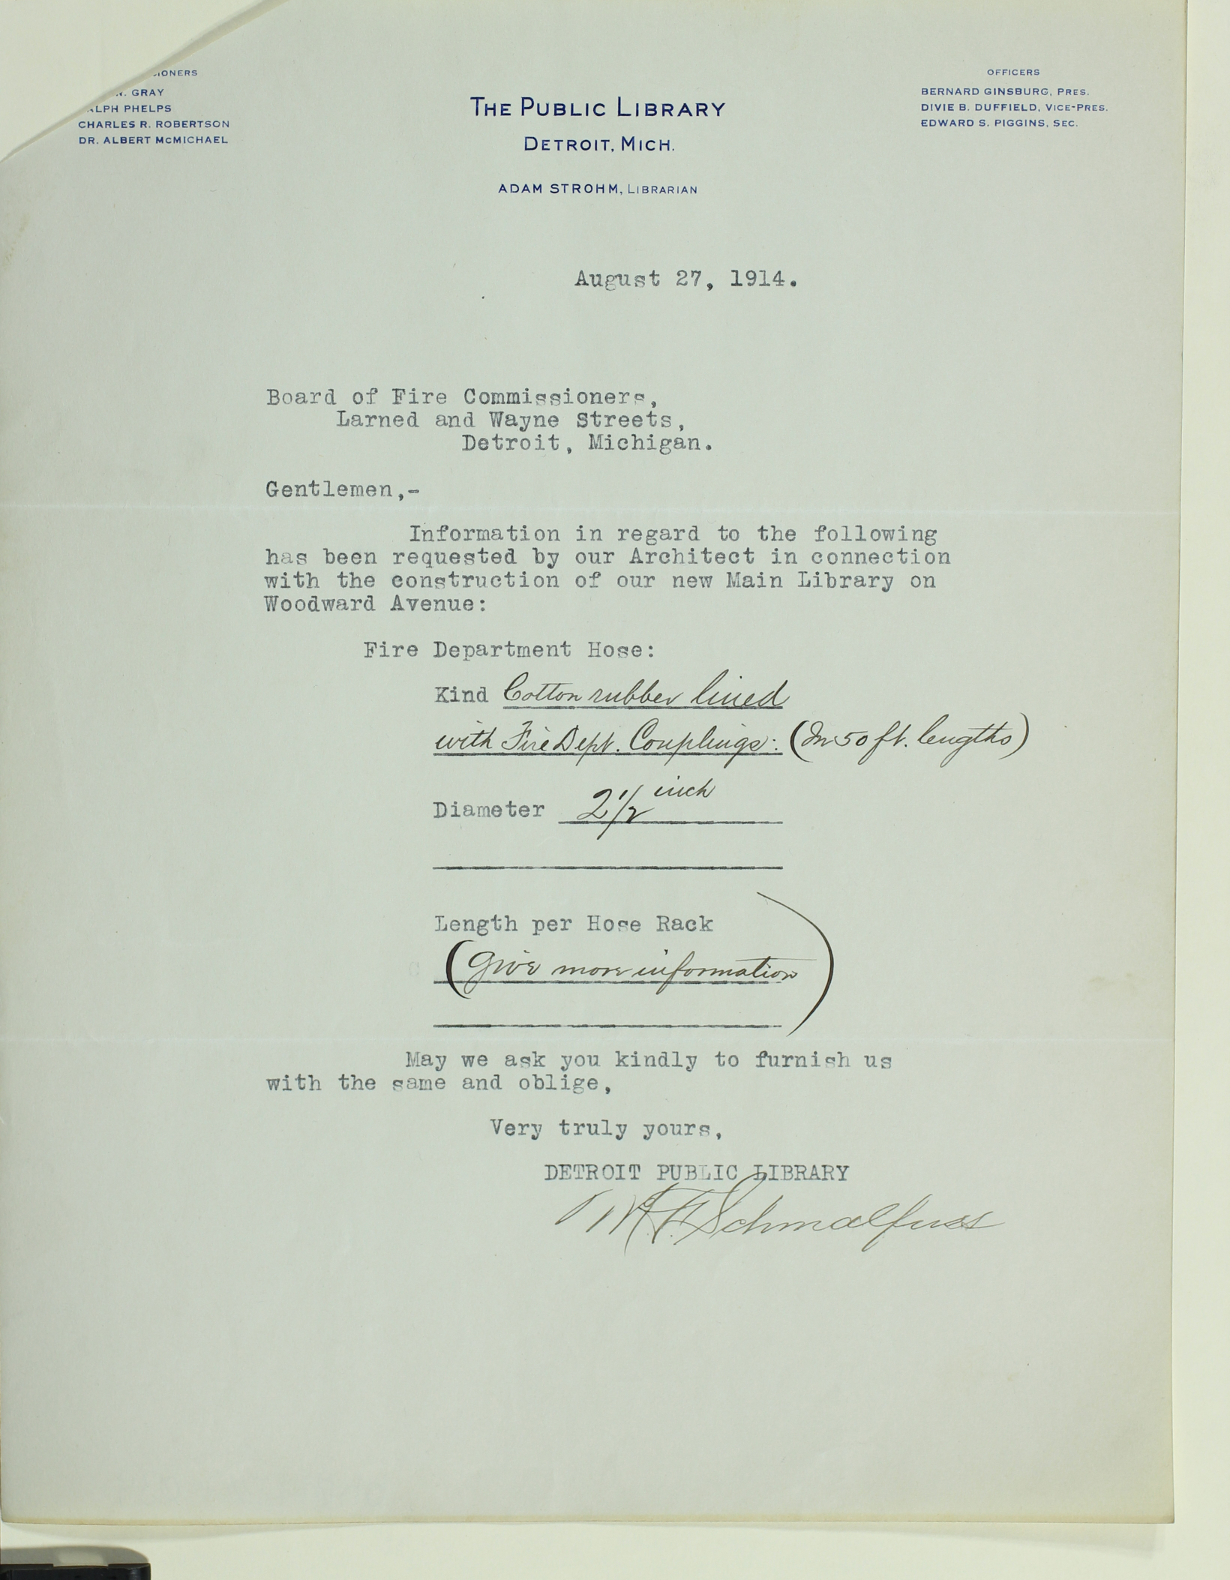 GRAY
PHELPS
CHARLES R. ROBERTSON
DR. ALBERT McMICHAEL
THE PUBLIC LIBRARY
DETROIT, MICH.
ADAM STROHM, LIBRARIAN
OFFICERS
BERNARD GINSBURG, PRES.
DIVIE B. DUFFIELD, VICE-PRES.
EDWARD S. PIGGINS, SEC.
August 27, 1914.
Board of Fire Commissioners,
Larned and Wayne Streets,
Detroit, Michigan.
Gentlemen,-
Information in regard to the following
has been requested by our Architect in connection
with the construction of our new Main Library on
Woodward Avenue:
Fire Department Hose:
Kind Cotton rubber lined
with Fire Dept. Couplings: (In 50 ft. lengths)
Diameter 2 1/2 inch
Length per Hose Rack
(Give more information)
May we ask you kindly to furnish us
with the same and oblige,
Very truly yours,
DETROIT PUBLIC LIBRARY
Schmalfuss